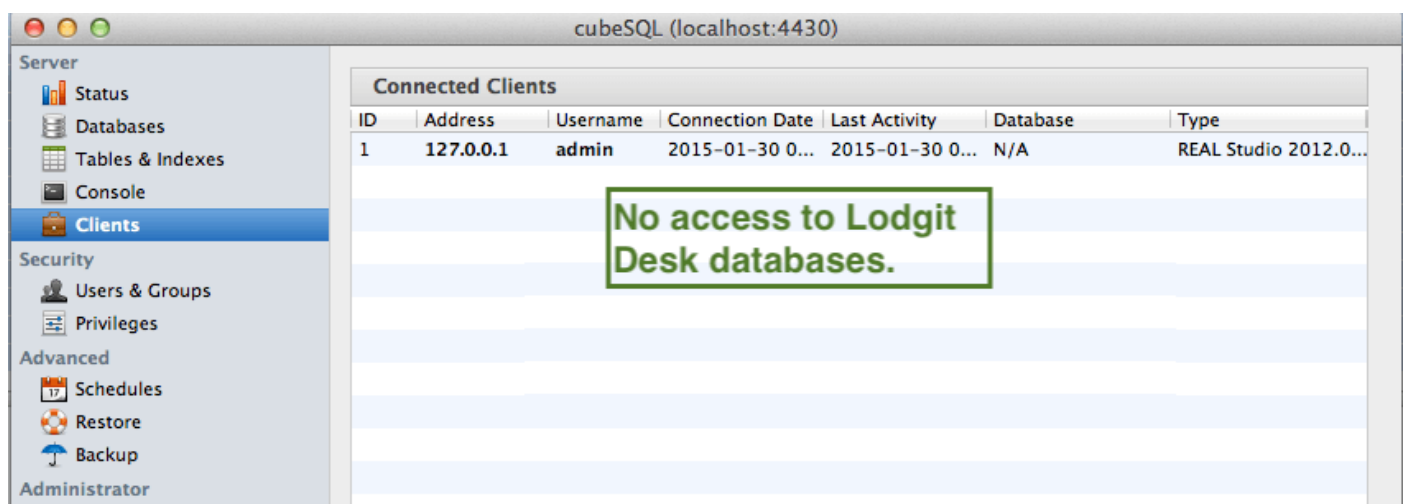 cubeSQL (localhost:4430)
Server
Status
Databases
Tables & Indexes
Console
Clients
Security
Users & Groups
Privileges
Advanced
17
Schedules
Restore
Backup
Administrator
Connected Clients
ID Address Username Connection Date Last Activity Database Type
1 127.0.0.1 admin 2015-01-30 0... 2015-01-30 0... N/A REAL Studio 2012.0...
No access to Lodgit
Desk databases.